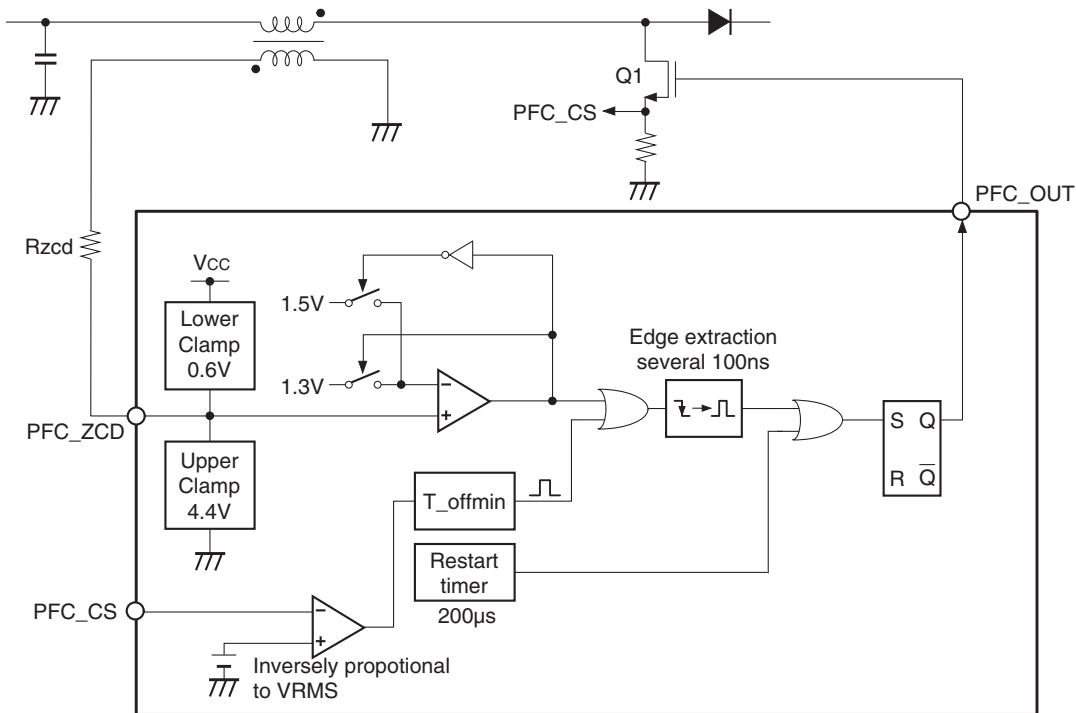 Q1
PFC_CS
PFC_OUT
Rzcd
VCC
Lower
Clamp
0.6V
1.5V
1.3V
−
+
Edge extraction
several 100ns
PFC_ZCD
Upper
Clamp
4.4V
S Q
R Q̅
T_offmin
Restart
timer
200μs
PFC_CS
−
+
Inversely propotional
to VRMS